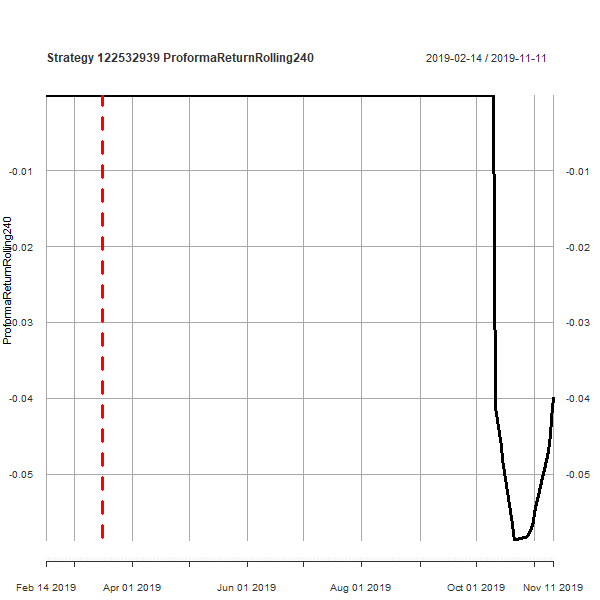 Strategy 122532939 ProformaReturnRolling240
2019-02-14 / 2019-11-11
ProformaReturnRolling240
-0.01
-0.02
-0.03
-0.04
-0.05
-0.01
-0.02
-0.03
-0.04
-0.05
Feb 14 2019 Apr 01 2019 Jun 01 2019 Aug 01 2019 Oct 01 2019 Nov 11 2019